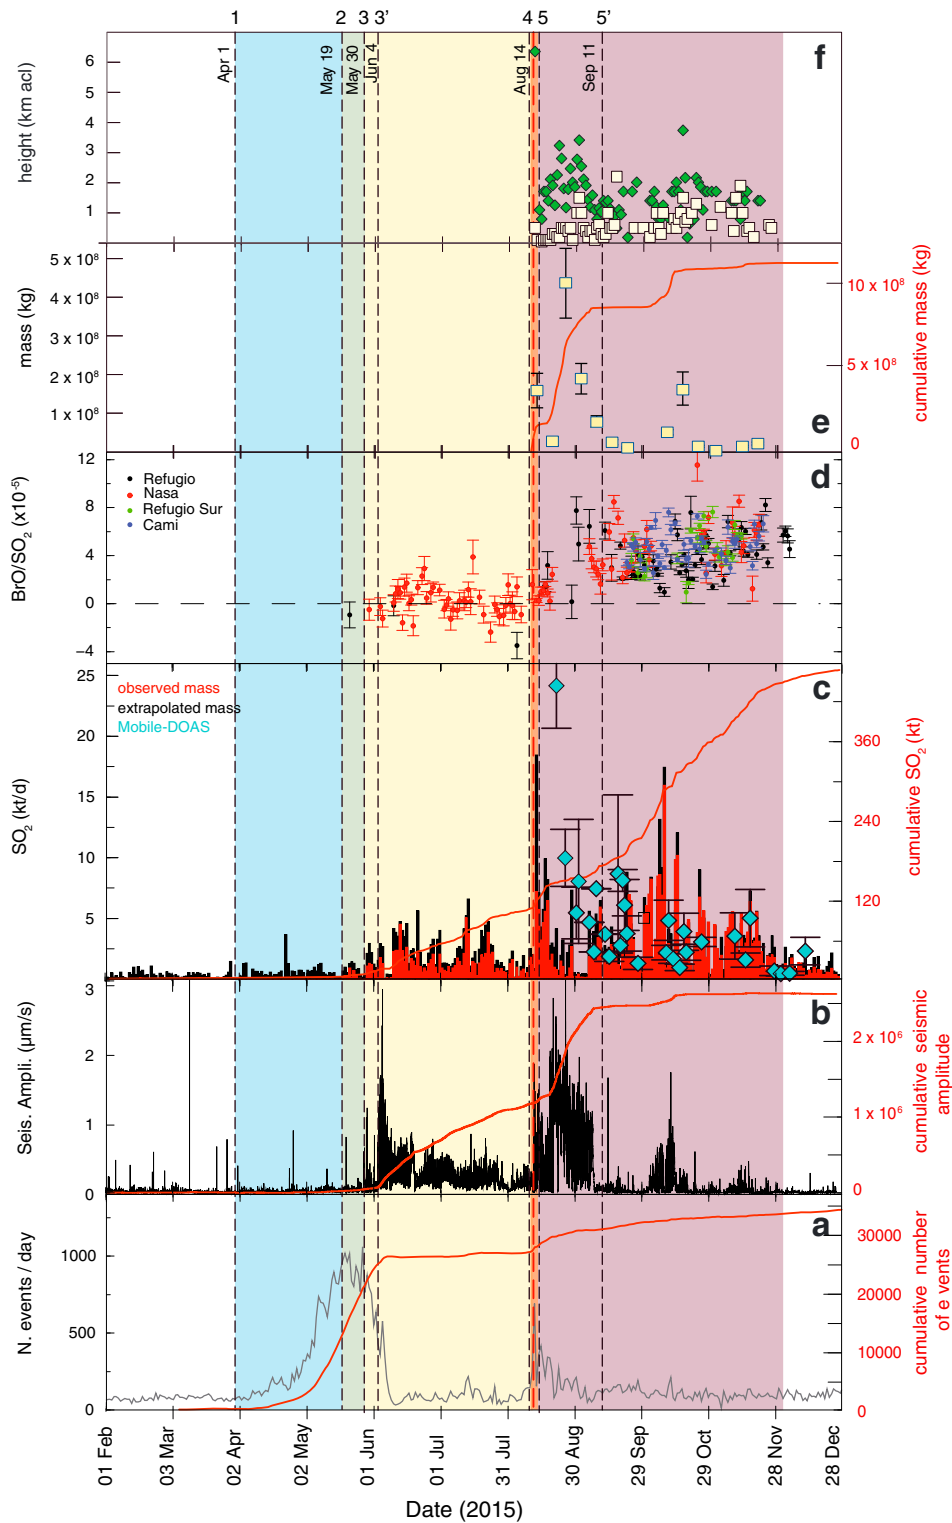 1 2 3 3’ 4 5 5’
Apr 1
May 19
May 30
Jun 4
Aug 14
Sep 11
f
height (km acl)
6
5
4
3
2
1
e
mass (kg)
5 x 10⁸
4 x 10⁸
3 x 10⁸
2 x 10⁸
1 x 10⁸
cumulative mass (kg)
10 x 10⁸
5 x 10⁸
0
d
BrO/SO₂ (x10⁻⁵)
12
8
4
0
−4
Refugio
Nasa
Refugio Sur
Cami
c
SO₂ (kt/d)
25
20
15
10
5
observed mass
extrapolated mass
Mobile-DOAS
cumulative SO₂ (kt)
360
240
120
b
Seis. Ampli. (µm/s)
3
2
1
0
cumulative seismic
amplitude
2 x 10⁶
1 x 10⁶
0
a
N. events / day
1000
500
0
cumulative number
of e vents
30000
20000
10000
0
01 Feb
03 Mar
02 Apr
02 May
01 Jun
01 Jul
31 Jul
30 Aug
29 Sep
29 Oct
28 Nov
28 Dec
Date (2015)